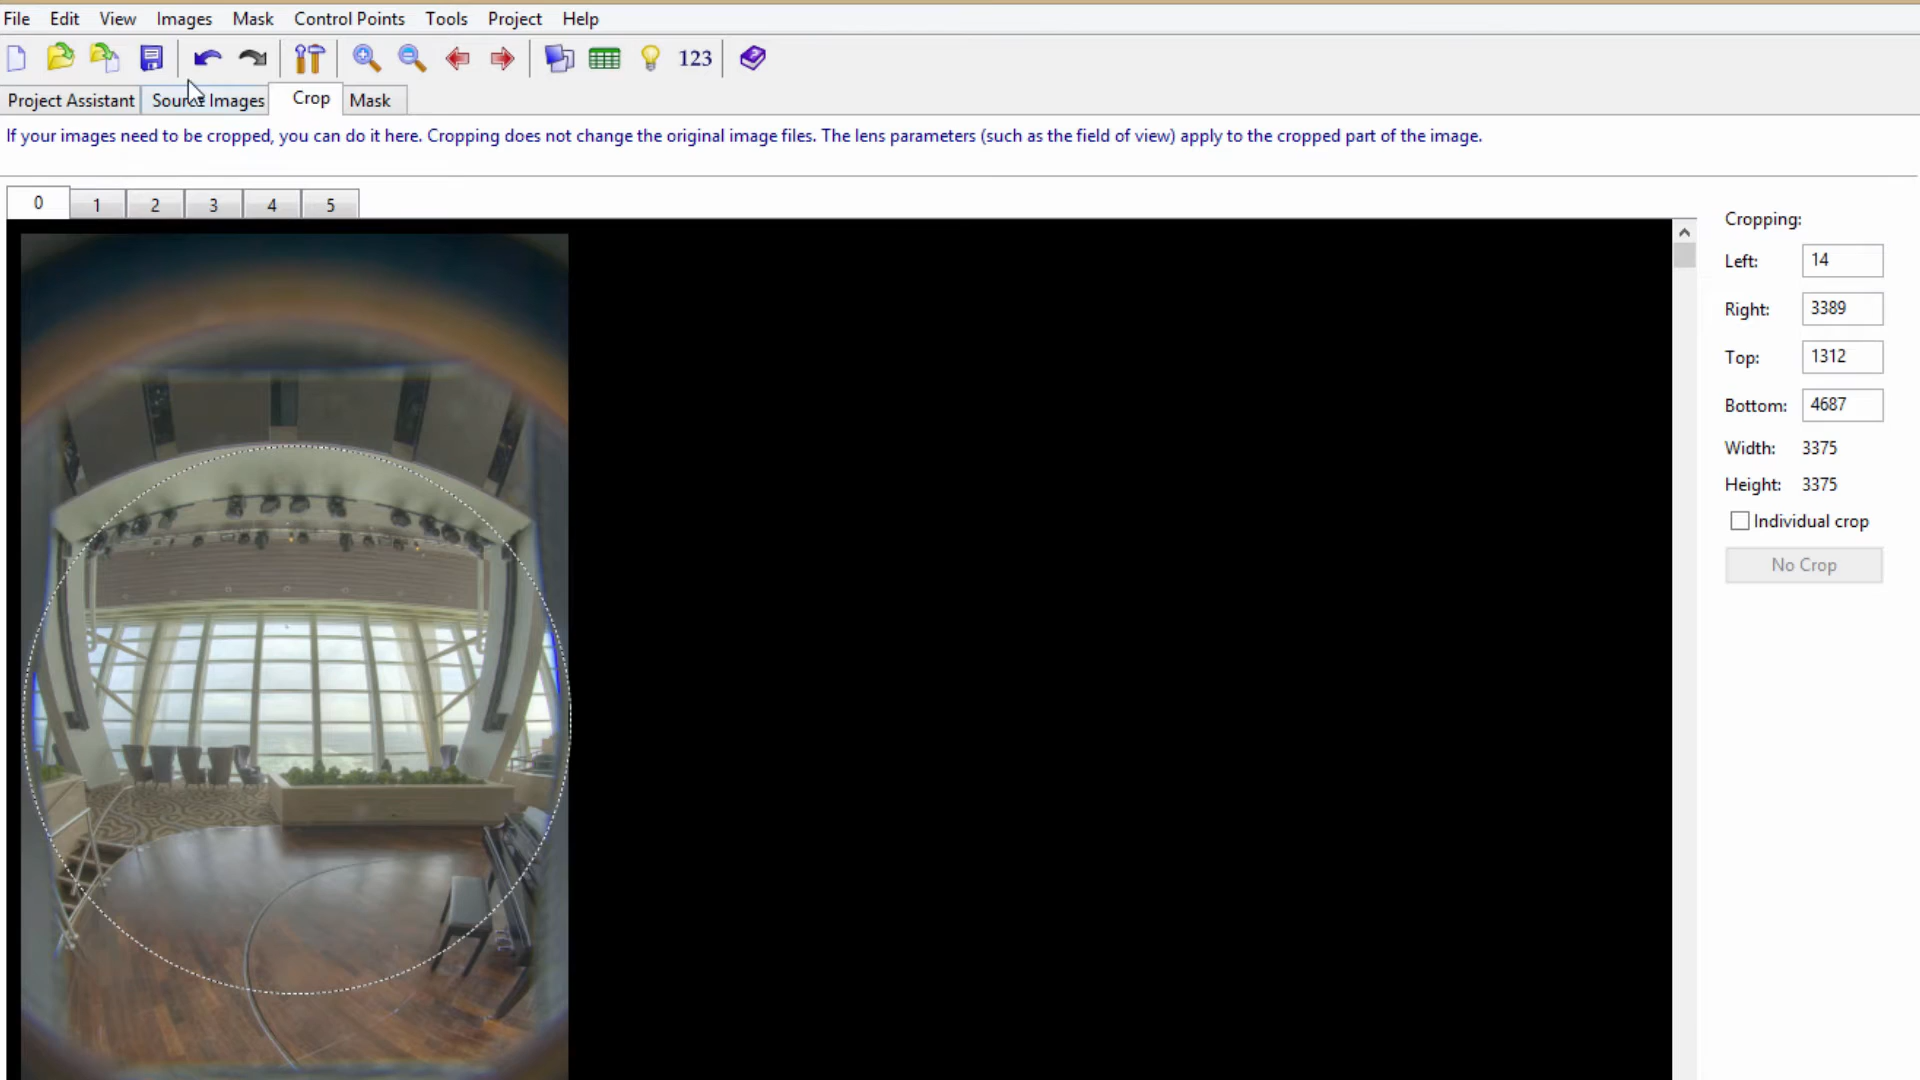 File Edit View Images Mask Control Points Tools Project Help
123
Project Assistant Source Images Crop Mask
If your images need to be cropped, you can do it here. Cropping does not change the original image files. The lens parameters (such as the field of view) apply to the cropped part of the image.
0 1 2 3 4 5
Cropping:
Left: 14
Right: 3389
Top: 1312
Bottom: 4687
Width: 3375
Height: 3375
Individual crop
No Crop